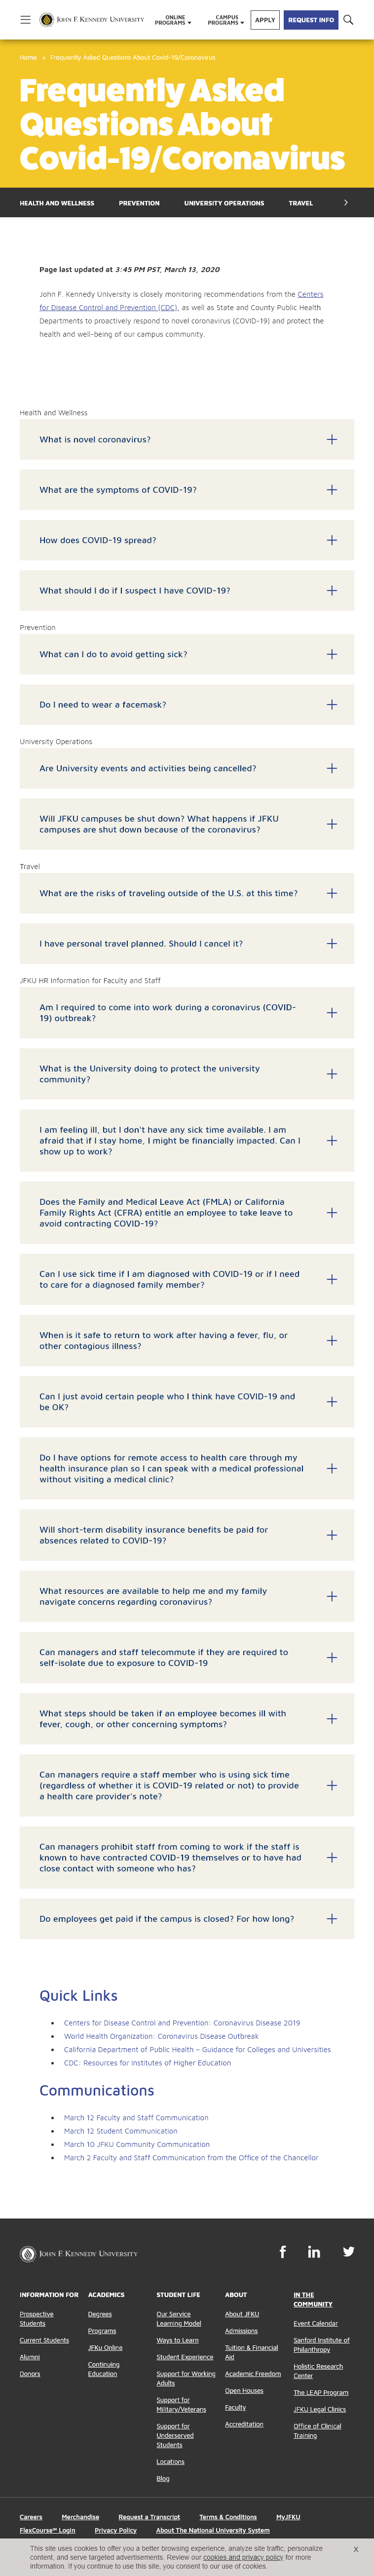 JOHN F. KENNEDY UNIVERSITY
ONLINE PROGRAMS
CAMPUS PROGRAMS
APPLY
REQUEST INFO
Home » Frequently Asked Questions About Covid-19/Coronavirus
Frequently Asked
Questions About
Covid-19/Coronavirus
HEALTH AND WELLNESS PREVENTION UNIVERSITY OPERATIONS TRAVEL
Page last updated at 3:45 PM PST, March 13, 2020
John F. Kennedy University is closely monitoring recommendations from the Centers
for Disease Control and Prevention (CDC), as well as State and County Public Health
Departments to proactively respond to novel coronavirus (COVID-19) and protect the
health and well-being of our campus community.
Health and Wellness
What is novel coronavirus?
What are the symptoms of COVID-19?
How does COVID-19 spread?
What should I do if I suspect I have COVID-19?
Prevention
What can I do to avoid getting sick?
Do I need to wear a facemask?
University Operations
Are University events and activities being cancelled?
Will JFKU campuses be shut down? What happens if JFKU
campuses are shut down because of the coronavirus?
Travel
What are the risks of traveling outside of the U.S. at this time?
I have personal travel planned. Should I cancel it?
JFKU HR Information for Faculty and Staff
Am I required to come into work during a coronavirus (COVID-
19) outbreak?
What is the University doing to protect the university
community?
I am feeling ill, but I don't have any sick time available. I am
afraid that if I stay home, I might be financially impacted. Can I
show up to work?
Does the Family and Medical Leave Act (FMLA) or California
Family Rights Act (CFRA) entitle an employee to take leave to
avoid contracting COVID-19?
Can I use sick time if I am diagnosed with COVID-19 or if I need
to care for a diagnosed family member?
When is it safe to return to work after having a fever, flu, or
other contagious illness?
Can I just avoid certain people who I think have COVID-19 and
be OK?
Do I have options for remote access to health care through my
health insurance plan so I can speak with a medical professional
without visiting a medical clinic?
Will short-term disability insurance benefits be paid for
absences related to COVID-19?
What resources are available to help me and my family
navigate concerns regarding coronavirus?
Can managers and staff telecommute if they are required to
self-isolate due to exposure to COVID-19
What steps should be taken if an employee becomes ill with
fever, cough, or other concerning symptoms?
Can managers require a staff member who is using sick time
(regardless of whether it is COVID-19 related or not) to provide
a health care provider's note?
Can managers prohibit staff from coming to work if the staff is
known to have contracted COVID-19 themselves or to have had
close contact with someone who has?
Do employees get paid if the campus is closed? For how long?
Quick Links
• Centers for Disease Control and Prevention: Coronavirus Disease 2019
• World Health Organization: Coronavirus Disease Outbreak
• California Department of Public Health – Guidance for Colleges and Universities
• CDC: Resources for Institutes of Higher Education
Communications
• March 12 Faculty and Staff Communication
• March 12 Student Communication
• March 10 JFKU Community Communication
• March 2 Faculty and Staff Communication from the Office of the Chancellor
JOHN F. KENNEDY UNIVERSITY
INFORMATION FOR
Prospective
Students
Current Students
Alumni
Donors
ACADEMICS
Degrees
Programs
JFKu Online
Continuing
Education
STUDENT LIFE
Our Service
Learning Model
Ways to Learn
Student Experience
Support for Working
Adults
Support for
Military/Veterans
Support for
Underserved
Students
Locations
Blog
ABOUT
About JFKU
Admissions
Tuition & Financial
Aid
Academic Freedom
Open Houses
Faculty
Accreditation
IN THE
COMMUNITY
Event Calendar
Sanford Institute of
Philanthropy
Holistic Research
Center
The LEAP Program
JFKU Legal Clinics
Office of Clinical
Training
Careers Merchandise Request a Transcript Terms & Conditions MyJFKU
FlexCourse℠ Login Privacy Policy About The National University System
This site uses cookies to offer you a better browsing experience, analyze site traffic, personalize
content, and serve targeted advertisements. Review our cookies and privacy policy for more
information. If you continue to use this site, you consent to our use of cookies.
X